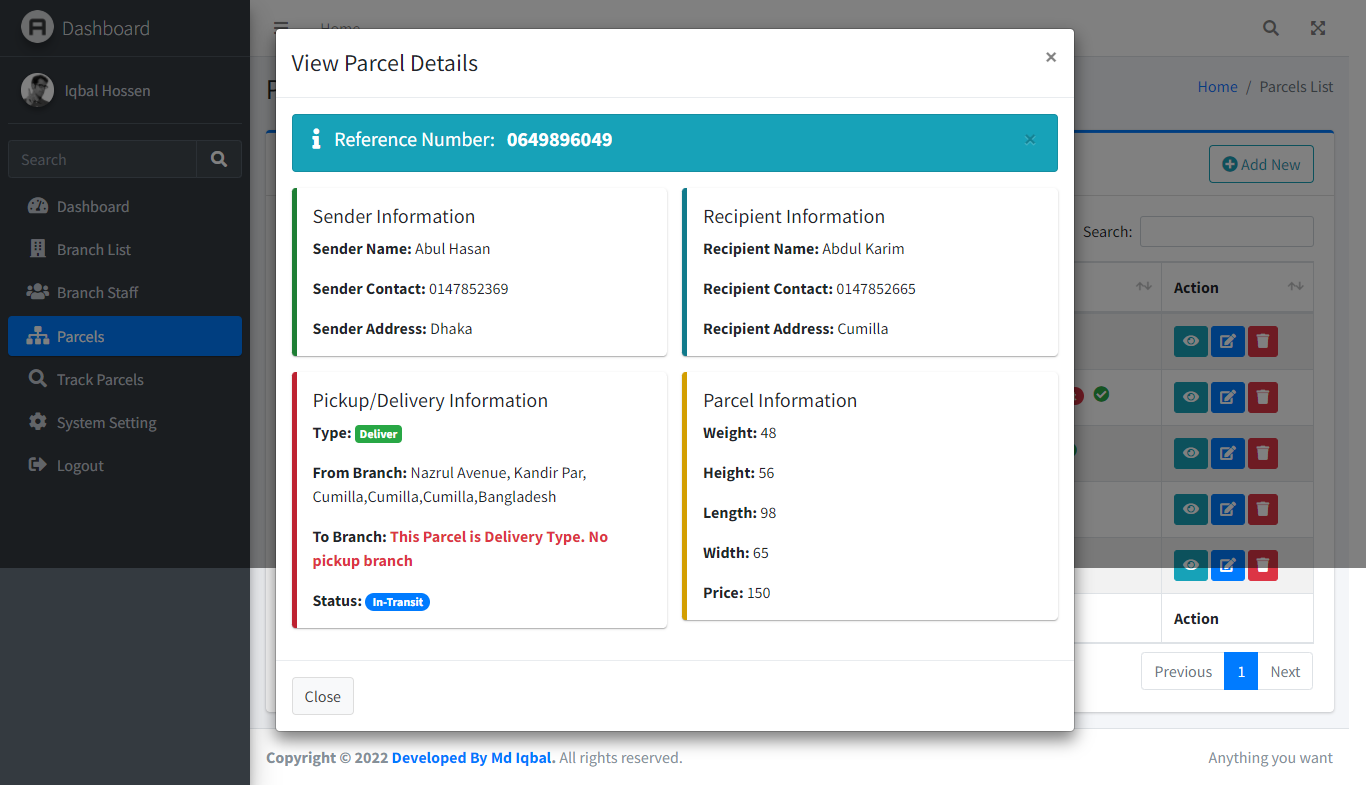 Dashboard
Home
Iqbal Hossen
Search
Dashboard
Branch List
Branch Staff
Parcels
Track Parcels
System Setting
Logout
Home / Parcels List
Add New
Search:
Action
View Parcel Details
×
Reference Number: 0649896049
×
Sender Information
Sender Name: Abul Hasan
Sender Contact: 0147852369
Sender Address: Dhaka
Recipient Information
Recipient Name: Abdul Karim
Recipient Contact: 0147852665
Recipient Address: Cumilla
Pickup/Delivery Information
Type: Deliver
From Branch: Nazrul Avenue, Kandir Par,
Cumilla,Cumilla,Cumilla,Bangladesh
To Branch: This Parcel is Delivery Type. No
pickup branch
Status: In-Transit
Parcel Information
Weight: 48
Height: 56
Length: 98
Width: 65
Price: 150
Close
Action
Previous 1 Next
Copyright © 2022 Developed By Md Iqbal. All rights reserved.
Anything you want